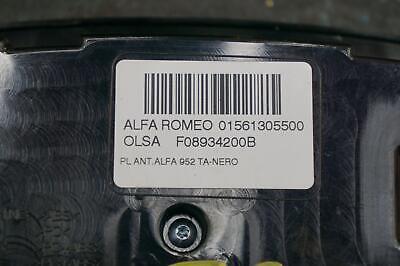 ALFA ROMEO 01561305500
OLSA F08934200B
PL ANT.ALFA 952 TA-NERO